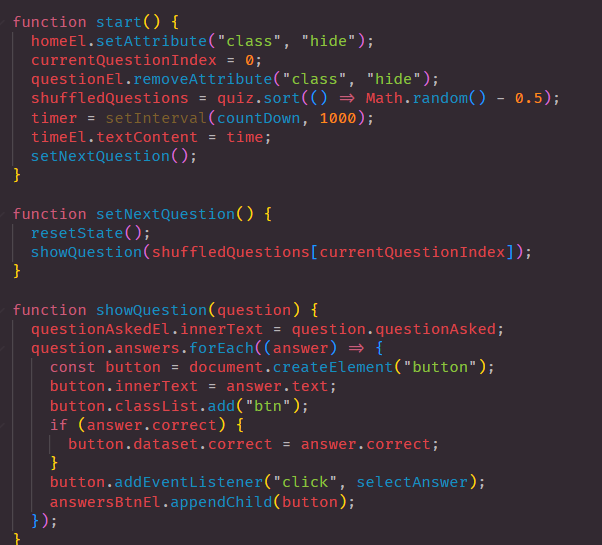 function start() {
homeEl.setAttribute("class", "hide");
currentQuestionIndex = 0;
questionEl.removeAttribute("class", "hide");
shuffledQuestions = quiz.sort(() => Math.random() - 0.5);
timer = setInterval(countDown, 1000);
timeEl.textContent = time;
setNextQuestion();
}
function setNextQuestion() {
resetState();
showQuestion(shuffledQuestions[currentQuestionIndex]);
}
function showQuestion(question) {
questionAskedEl.innerText = question.questionAsked;
question.answers.forEach((answer) => {
const button = document.createElement("button");
button.innerText = answer.text;
button.classList.add("btn");
if (answer.correct) {
button.dataset.correct = answer.correct;
}
button.addEventListener("click", selectAnswer);
answersBtnEl.appendChild(button);
});
}